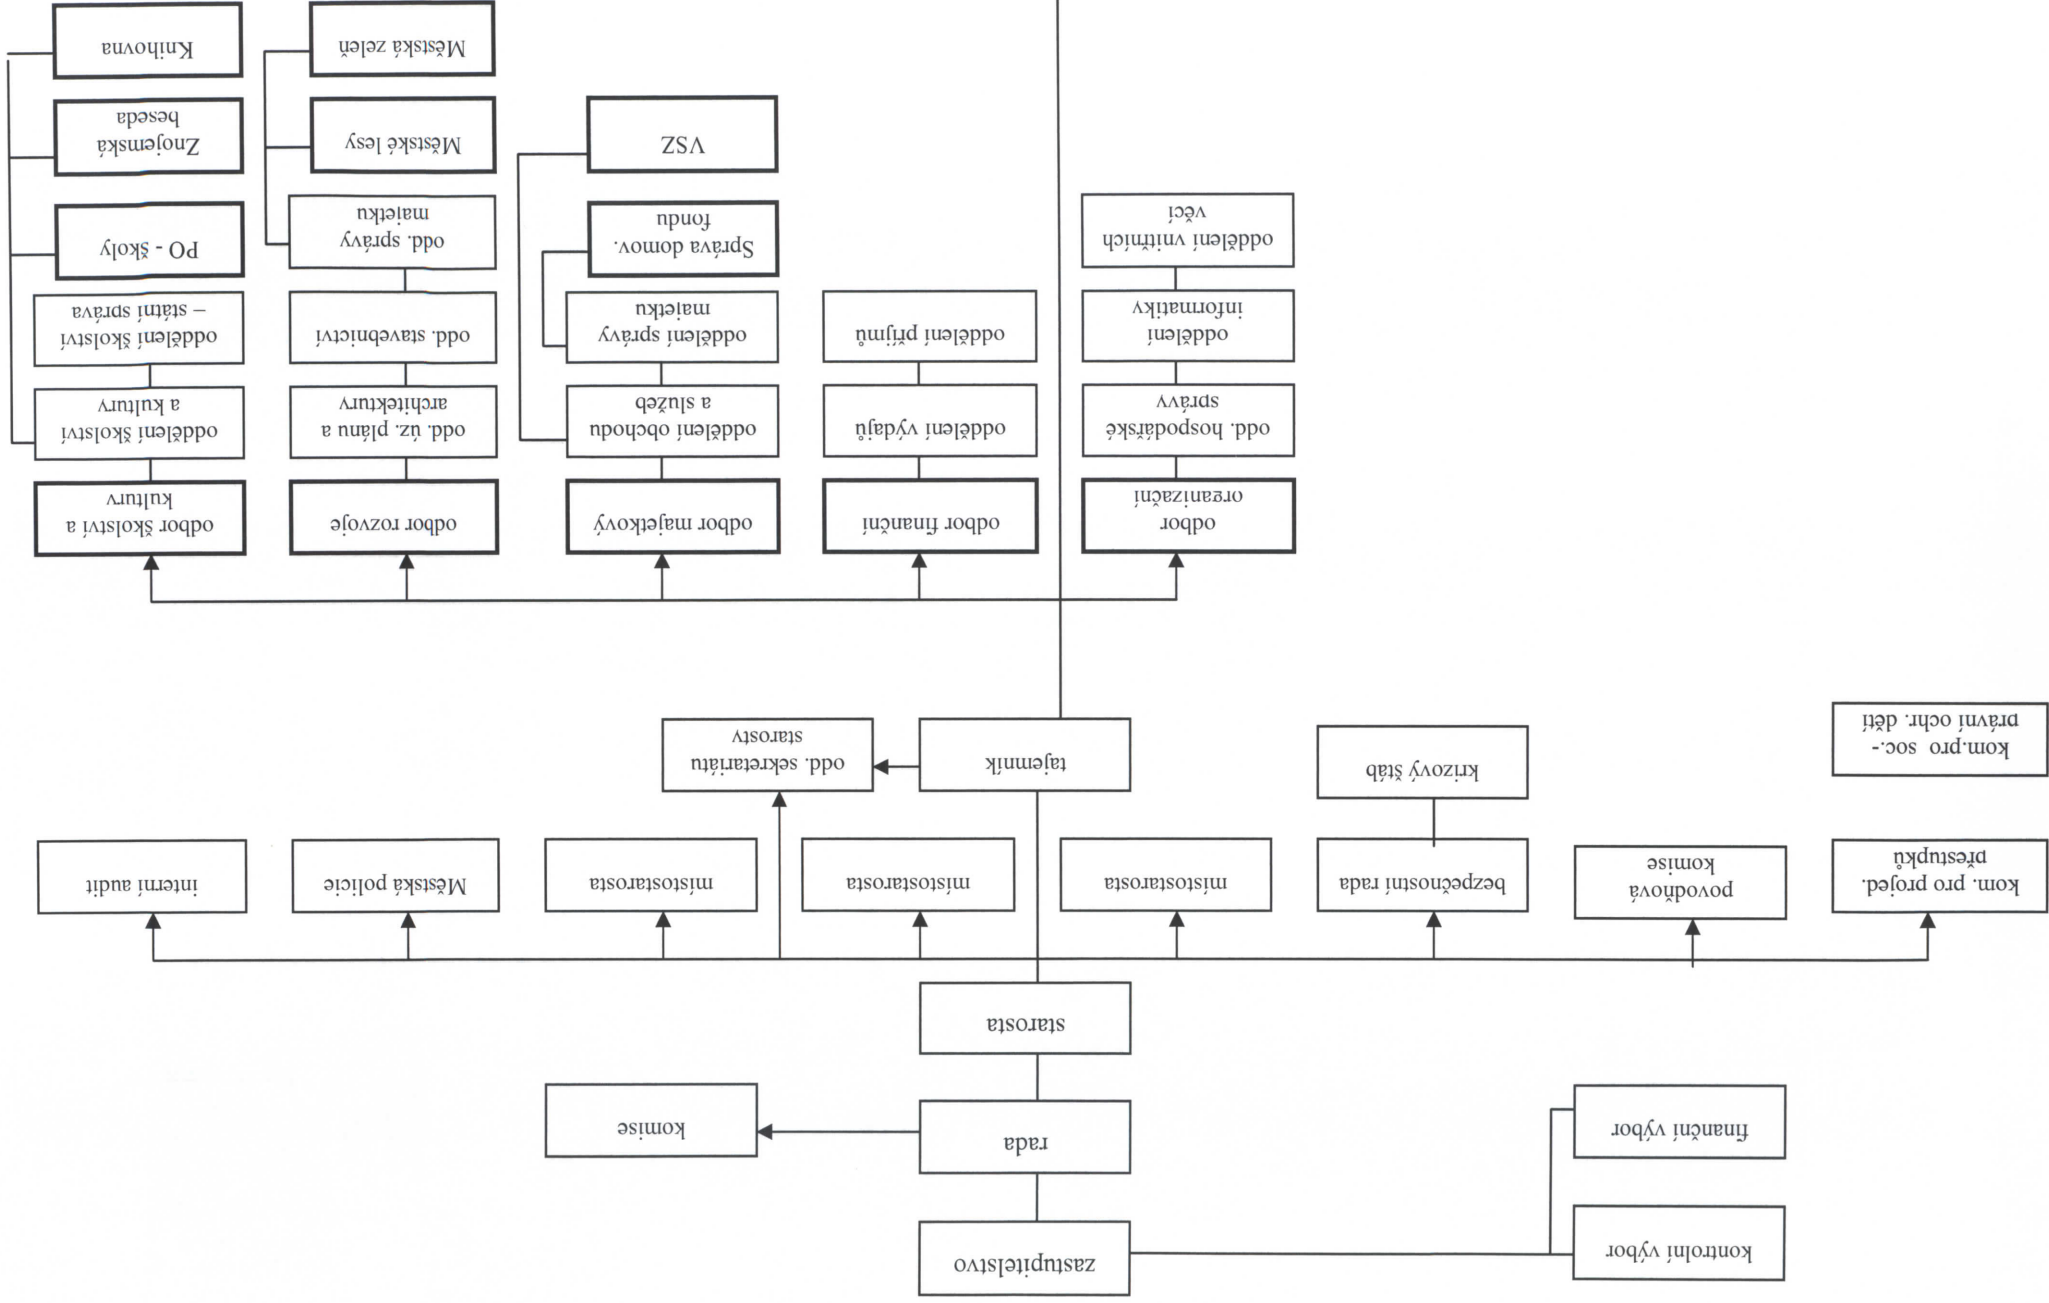 kontrolní výbor
zastupitelstvo
finanční výbor
rada
komise
starosta
kom. pro projed.
přestupků
povodňová
komise
bezpečnostní rada
místostarosta
místostarosta
místostarosta
Městská policie
interní audit
kom.pro soc.-
právní ochr. dětí
krizový štáb
tajemník
odd. sekretariátu
starosty
odbor
organizační
odd. hospodářské
správy
oddělení
informatiky
oddělení vnitřních
věcí
odbor finanční
oddělení výdajů
oddělení příjmů
odbor majetkový
oddělení obchodu
a služeb
oddělení správy
majetku
Správa domov.
fondu
VSZ
odbor rozvoje
odd. úz. plánu a
architektury
odd. stavebnictví
odd. správy
majetku
Městské lesy
Městská zeleň
odbor školství a
kultury
oddělení školství
a kultury
oddělení školství
– státní správa
PO - školy
Znojemská
beseda
Knihovna